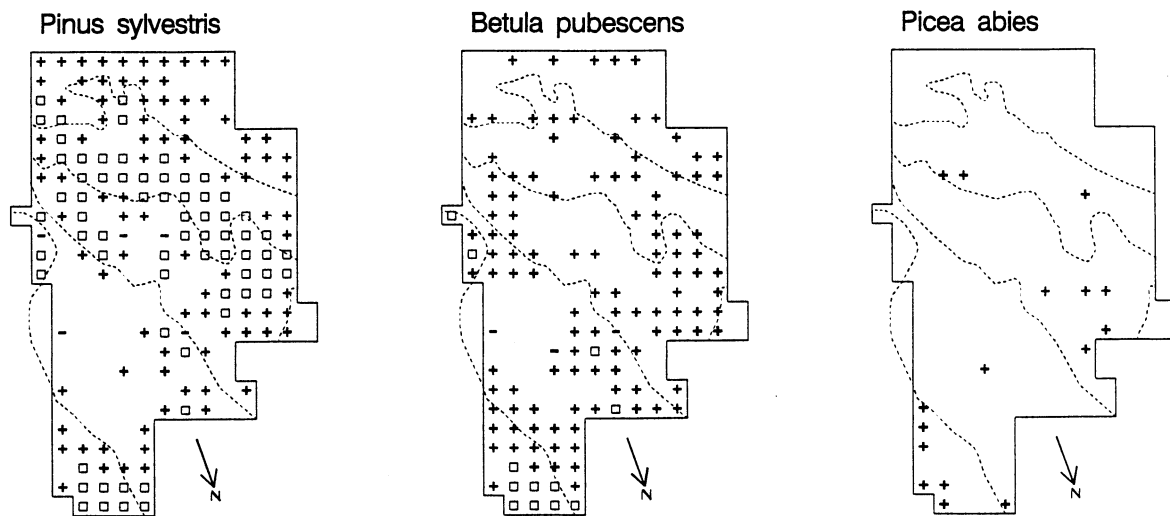 Pinus sylvestris
Betula pubescens
Picea abies
N
N
N